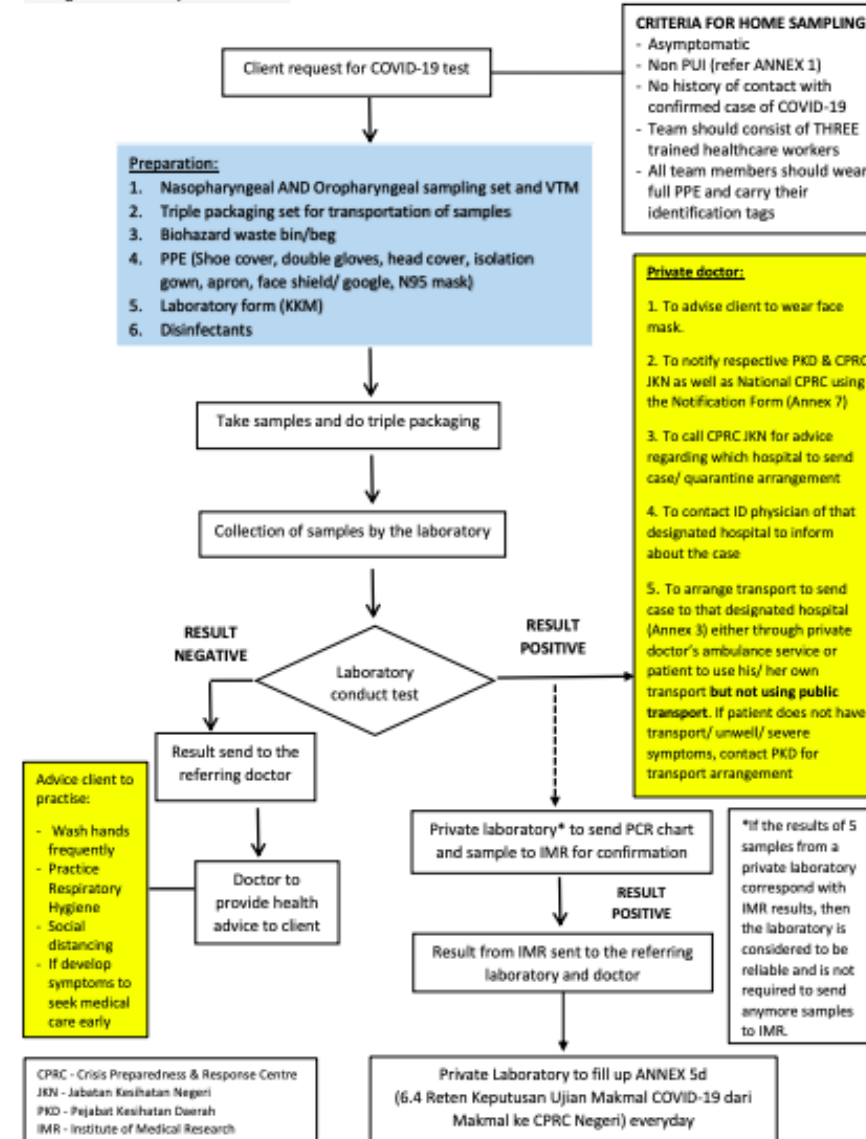 Client request for COVID-19 test
CRITERIA FOR HOME SAMPLING
- Asymptomatic
- Non PUI (refer ANNEX 1)
- No history of contact with
confirmed case of COVID-19
- Team should consist of THREE
trained healthcare workers
- All team members should wear
full PPE and carry their
identification tags
Preparation:
1. Nasopharyngeal AND Oropharyngeal sampling set and VTM
2. Triple packaging set for transportation of samples
3. Biohazard waste bin/beg
4. PPE (Shoe cover, double gloves, head cover, isolation
gown, apron, face shield/ google, N95 mask)
5. Laboratory form (KKM)
6. Disinfectants
Take samples and do triple packaging
Collection of samples by the laboratory
Private doctor:
1. To advise client to wear face
mask.
2. To notify respective PKD & CPRC
JKN as well as National CPRC using
the Notification Form (Annex 7)
3. To call CPRC JKN for advice
regarding which hospital to send
case/ quarantine arrangement
4. To contact ID physician of that
designated hospital to inform
about the case
5. To arrange transport to send
case to that designated hospital
(Annex 3) either through private
doctor's ambulance service or
patient to use his/ her own
transport but not using public
transport. If patient does not have
transport/ unwell/ severe
symptoms, contact PKD for
transport arrangement
RESULT
NEGATIVE
Laboratory
conduct test
RESULT
POSITIVE
Result send to the
referring doctor
Advice client to
practise:
- Wash hands
frequently
- Practice
Respiratory
Hygiene
- Social
distancing
- If develop
symptoms to
seek medical
care early
Doctor to
provide health
advice to client
Private laboratory* to send PCR chart
and sample to IMR for confirmation
RESULT
POSITIVE
Result from IMR sent to the referring
laboratory and doctor
*If the results of 5
samples from a
private laboratory
correspond with
IMR results, then
the laboratory is
considered to be
reliable and is not
required to send
anymore samples
to IMR.
CPRC - Crisis Preparedness & Response Centre
JKN - Jabatan Kesihatan Negeri
PKD - Pejabat Kesihatan Daerah
IMR - Institute of Medical Research
Private Laboratory to fill up ANNEX 5d
(6.4 Reten Keputusan Ujian Makmal COVID-19 dari
Makmal ke CPRC Negeri) everyday